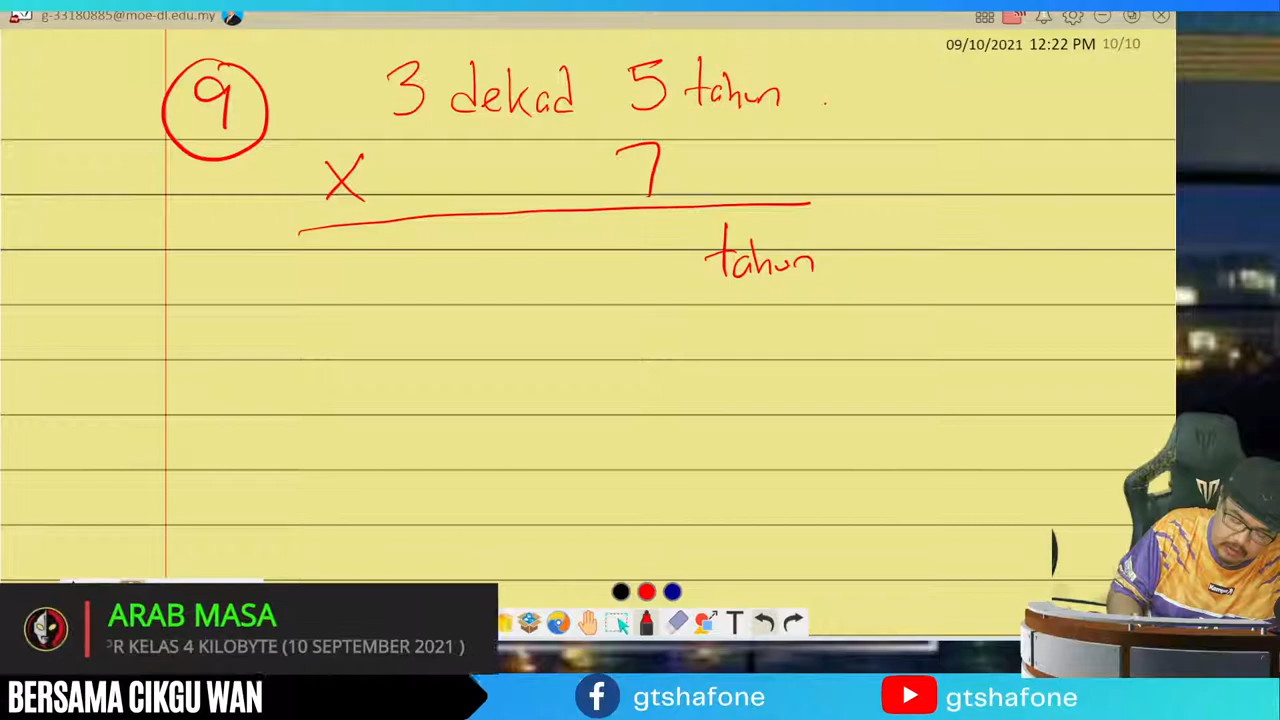 g-33180885@moe-dl.edu.my
09/10/2021 12:22 PM 10/10
9 3 dekad 5 tahun
x 7
tahun
ARAB MASA
PR KELAS 4 KILOBYTE (10 SEPTEMBER 2021 )
T
BERSAMA CIKGU WAN
gtshafone
gtshafone